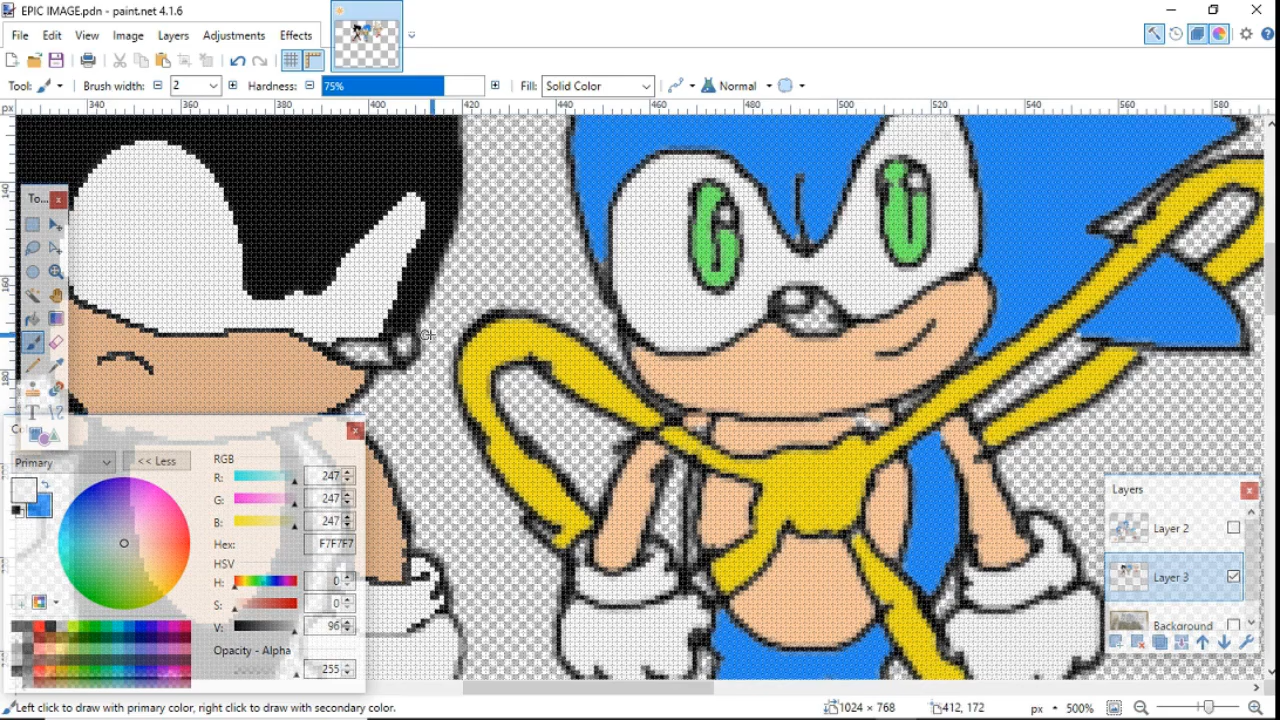 EPIC IMAGE.pdn - paint.net 4.1.6
File Edit View Image Layers Adjustments Effects
Tool: Brush width: 2 Hardness: 75% Fill: Solid Color Normal
px 340 360 380 400 420 440 460 480 500 520 540 560 580
140
160
180
To...
Primary << Less RGB
R: 247
G: 247
B: 247
Hex: F7F7F7
HSV
H: 0
S: 0
V: 96
Opacity - Alpha
255
Layers
Layer 2
Layer 3
Background
Left click to draw with primary color, right click to draw with secondary color. 1024 × 768 412, 172 px 500%